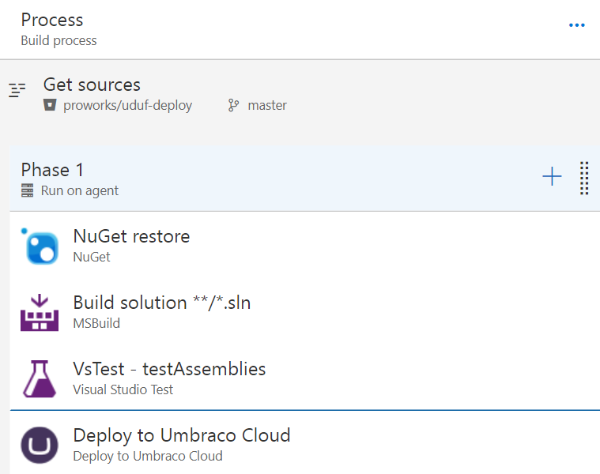 Process
Build process
Get sources
proworks/uduf-deploy master
Phase 1
Run on agent
NuGet restore
NuGet
Build solution **/*.sln
MSBuild
VsTest - testAssemblies
Visual Studio Test
Deploy to Umbraco Cloud
Deploy to Umbraco Cloud